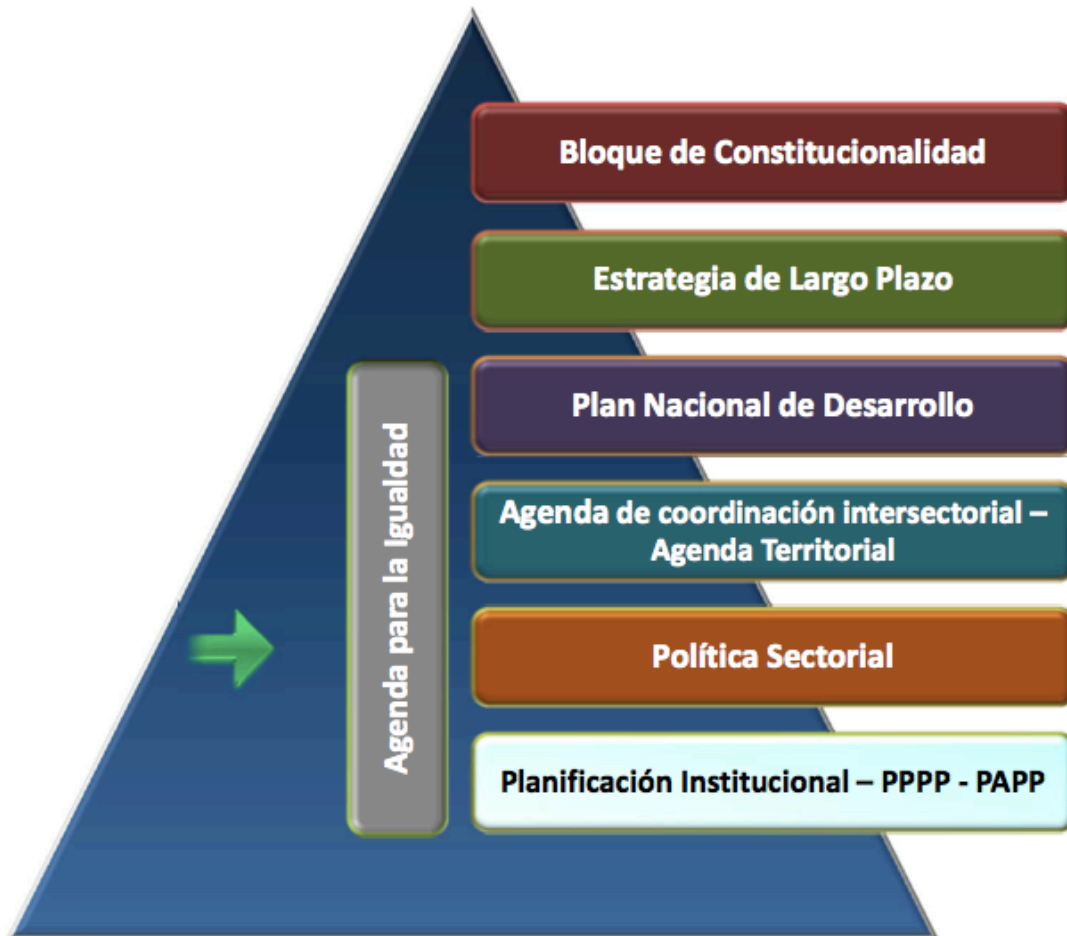 Bloque de Constitucionalidad
Estrategia de Largo Plazo
Plan Nacional de Desarrollo
Agenda de coordinación intersectorial –
Agenda Territorial
Política Sectorial
Planificación Institucional – PPPP - PAPP
Agenda para la Igualdad